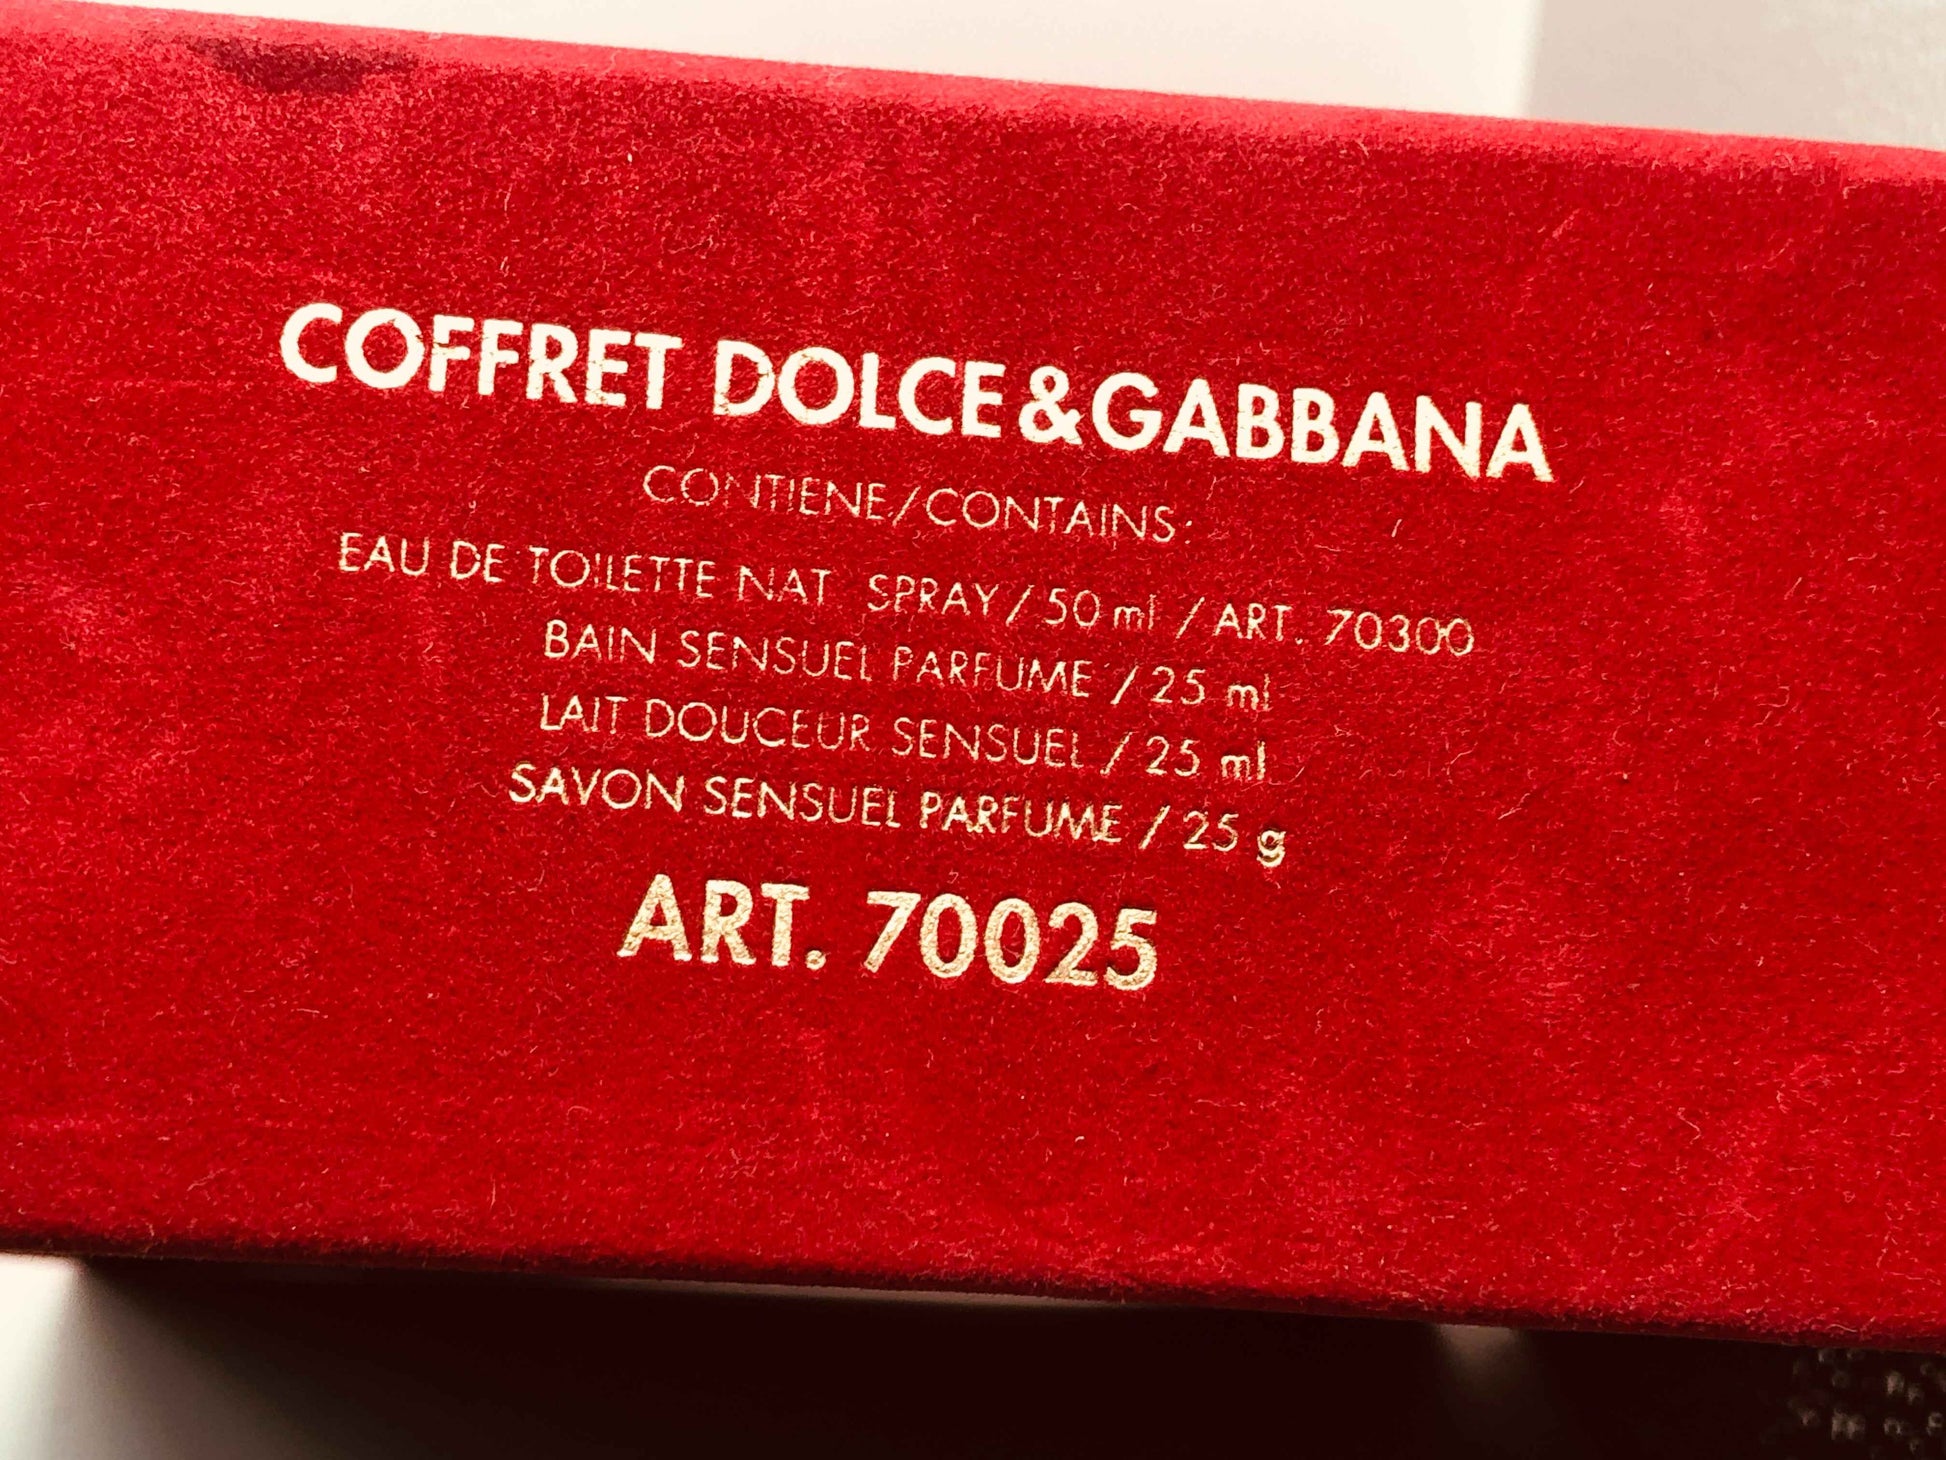 COFFRET DOLCE&GABBANA
CONTIENE/CONTAINS:
EAU DE TOILETTE NAT. SPRAY/50 ml /ART. 70300
BAIN SENSUEL PARFUME'/25 ml
LAIT DOUCEUR SENSUEL/25 ml
SAVON SENSUEL PARFUME/25 g
ART. 70025